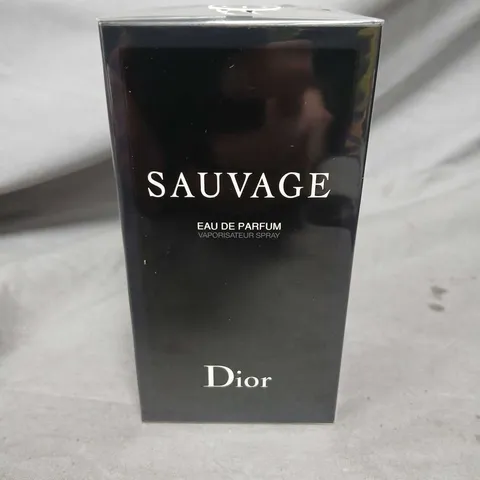 SAUVAGE
EAU DE PARFUM
VAPORISATEUR SPRAY
Dior